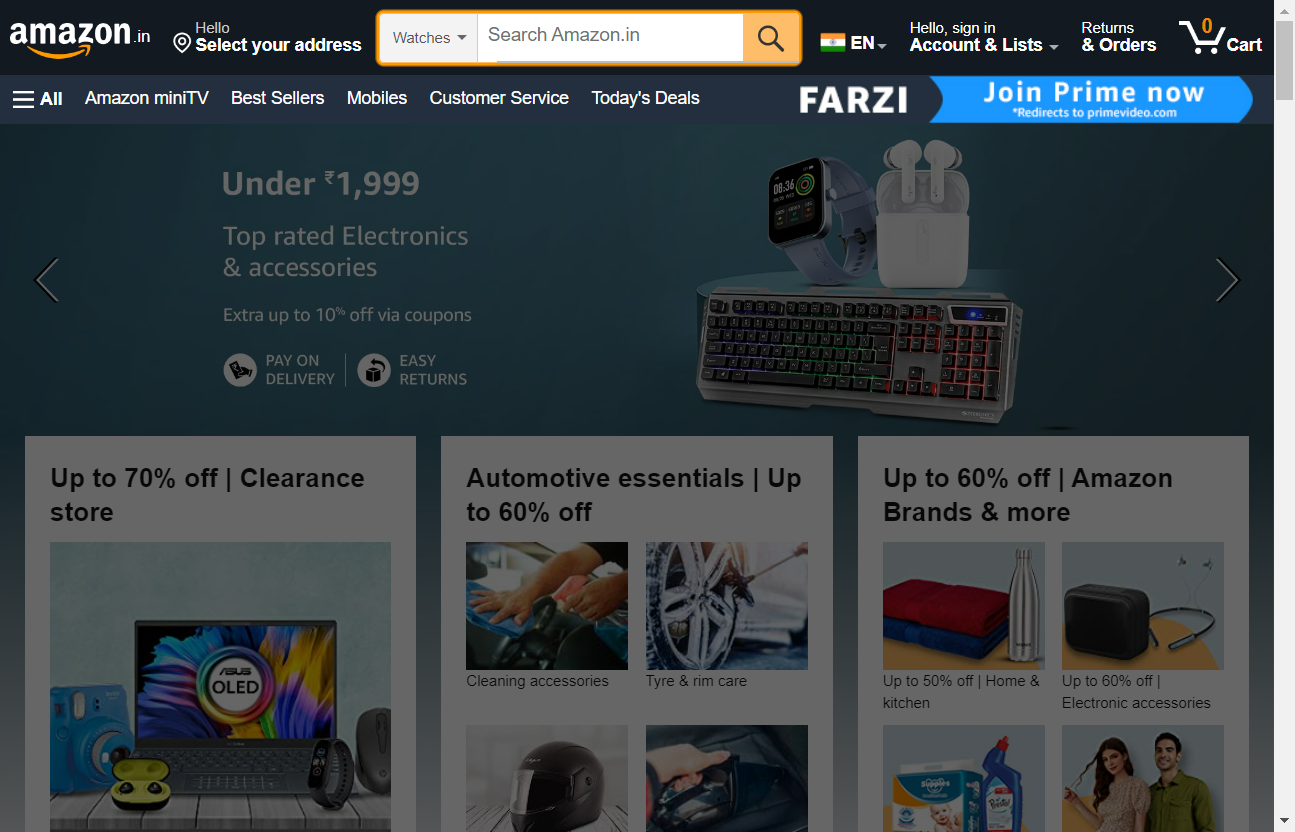 amazon.in
Hello
Select your address
Watches
Search Amazon.in
EN
Hello, sign in
Account & Lists
Returns
& Orders
0
Cart
All
Amazon miniTV
Best Sellers
Mobiles
Customer Service
Today's Deals
FARZI
Join Prime now
*Redirects to primevideo.com
Under ₹1,999
Top rated Electronics
& accessories
Extra up to 10% off via coupons
PAY ON
DELIVERY
EASY
RETURNS
08:36
Up to 70% off | Clearance
store
ASUS
OLED
Automotive essentials | Up
to 60% off
Cleaning accessories
Tyre & rim care
Up to 60% off | Amazon
Brands & more
Up to 50% off | Home &
kitchen
Up to 60% off |
Electronic accessories